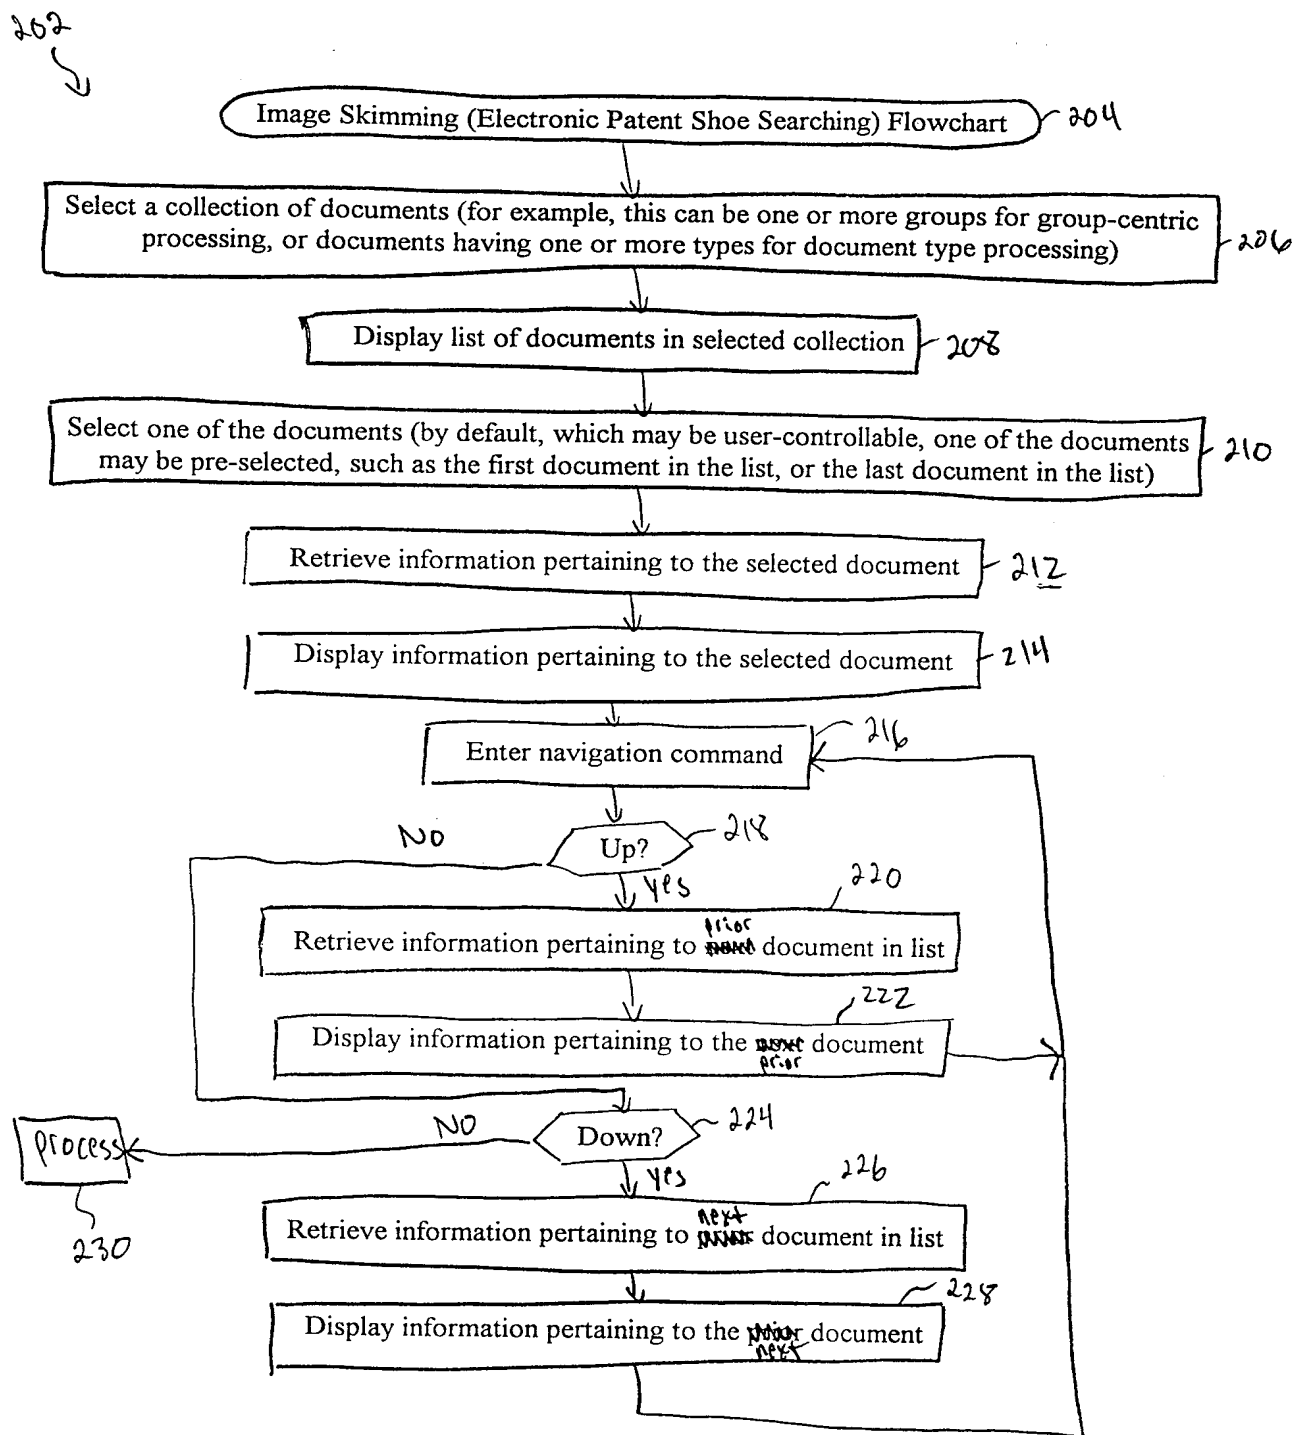 202
Image Skimming (Electronic Patent Shoe Searching) Flowchart
204
Select a collection of documents (for example, this can be one or more groups for group-centric
processing, or documents having one or more types for document type processing)
206
Display list of documents in selected collection
208
Select one of the documents (by default, which may be user-controllable, one of the documents
may be pre-selected, such as the first document in the list, or the last document in the list)
210
Retrieve information pertaining to the selected document
212
Display information pertaining to the selected document
214
Enter navigation command
216
Up?
218
NO
yes
220
prior
Retrieve information pertaining to next document in list
222
Display information pertaining to the next document
prior
Down?
224
NO
process
230
yes
226
next
Retrieve information pertaining to prior document in list
228
Display information pertaining to the prior document
next